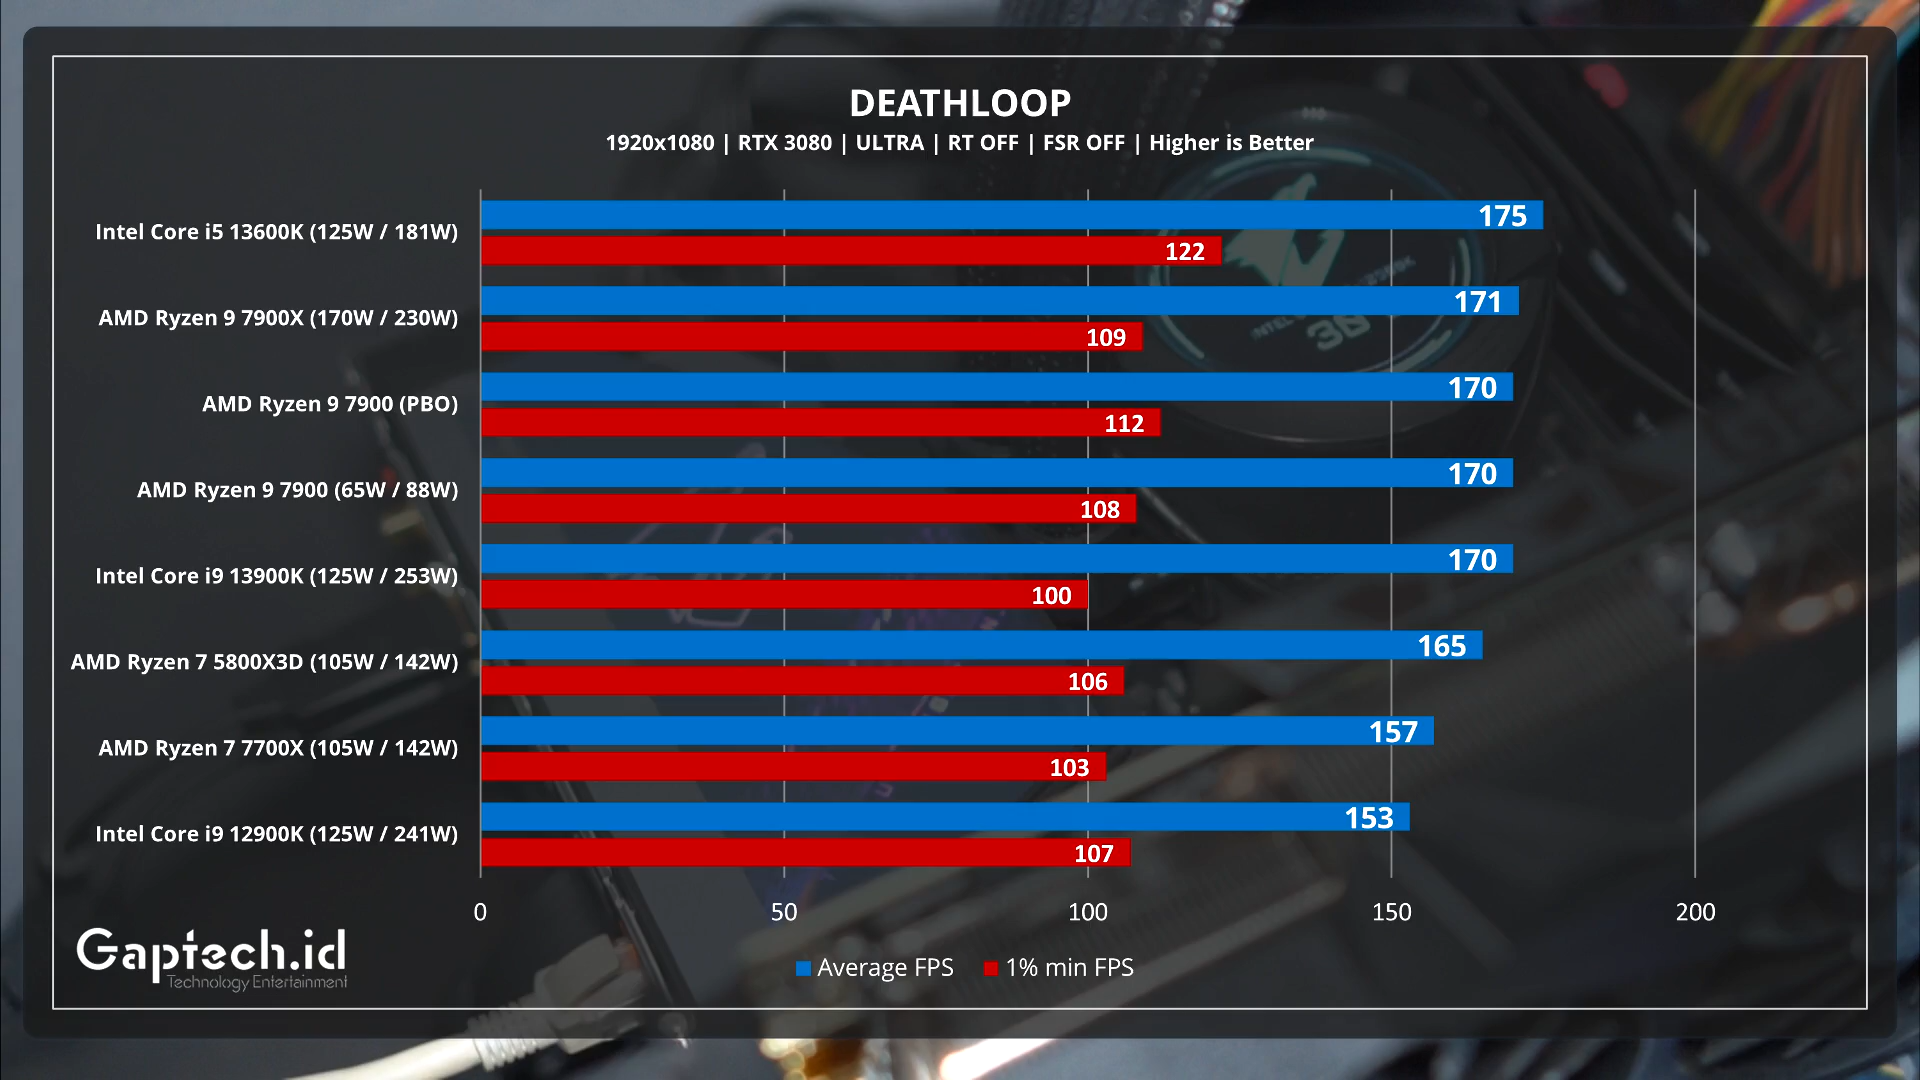 DEATHLOOP
1920x1080 | RTX 3080 | ULTRA | RT OFF | FSR OFF | Higher is Better
Intel Core i5 13600K (125W / 181W)
175
122
AMD Ryzen 9 7900X (170W / 230W)
171
109
AMD Ryzen 9 7900 (PBO)
170
112
AMD Ryzen 9 7900 (65W / 88W)
170
108
Intel Core i9 13900K (125W / 253W)
170
100
AMD Ryzen 7 5800X3D (105W / 142W)
165
106
AMD Ryzen 7 7700X (105W / 142W)
157
103
Intel Core i9 12900K (125W / 241W)
153
107
0 50 100 150 200
Average FPS 1% min FPS
Gaptech.id
Technology Entertainment